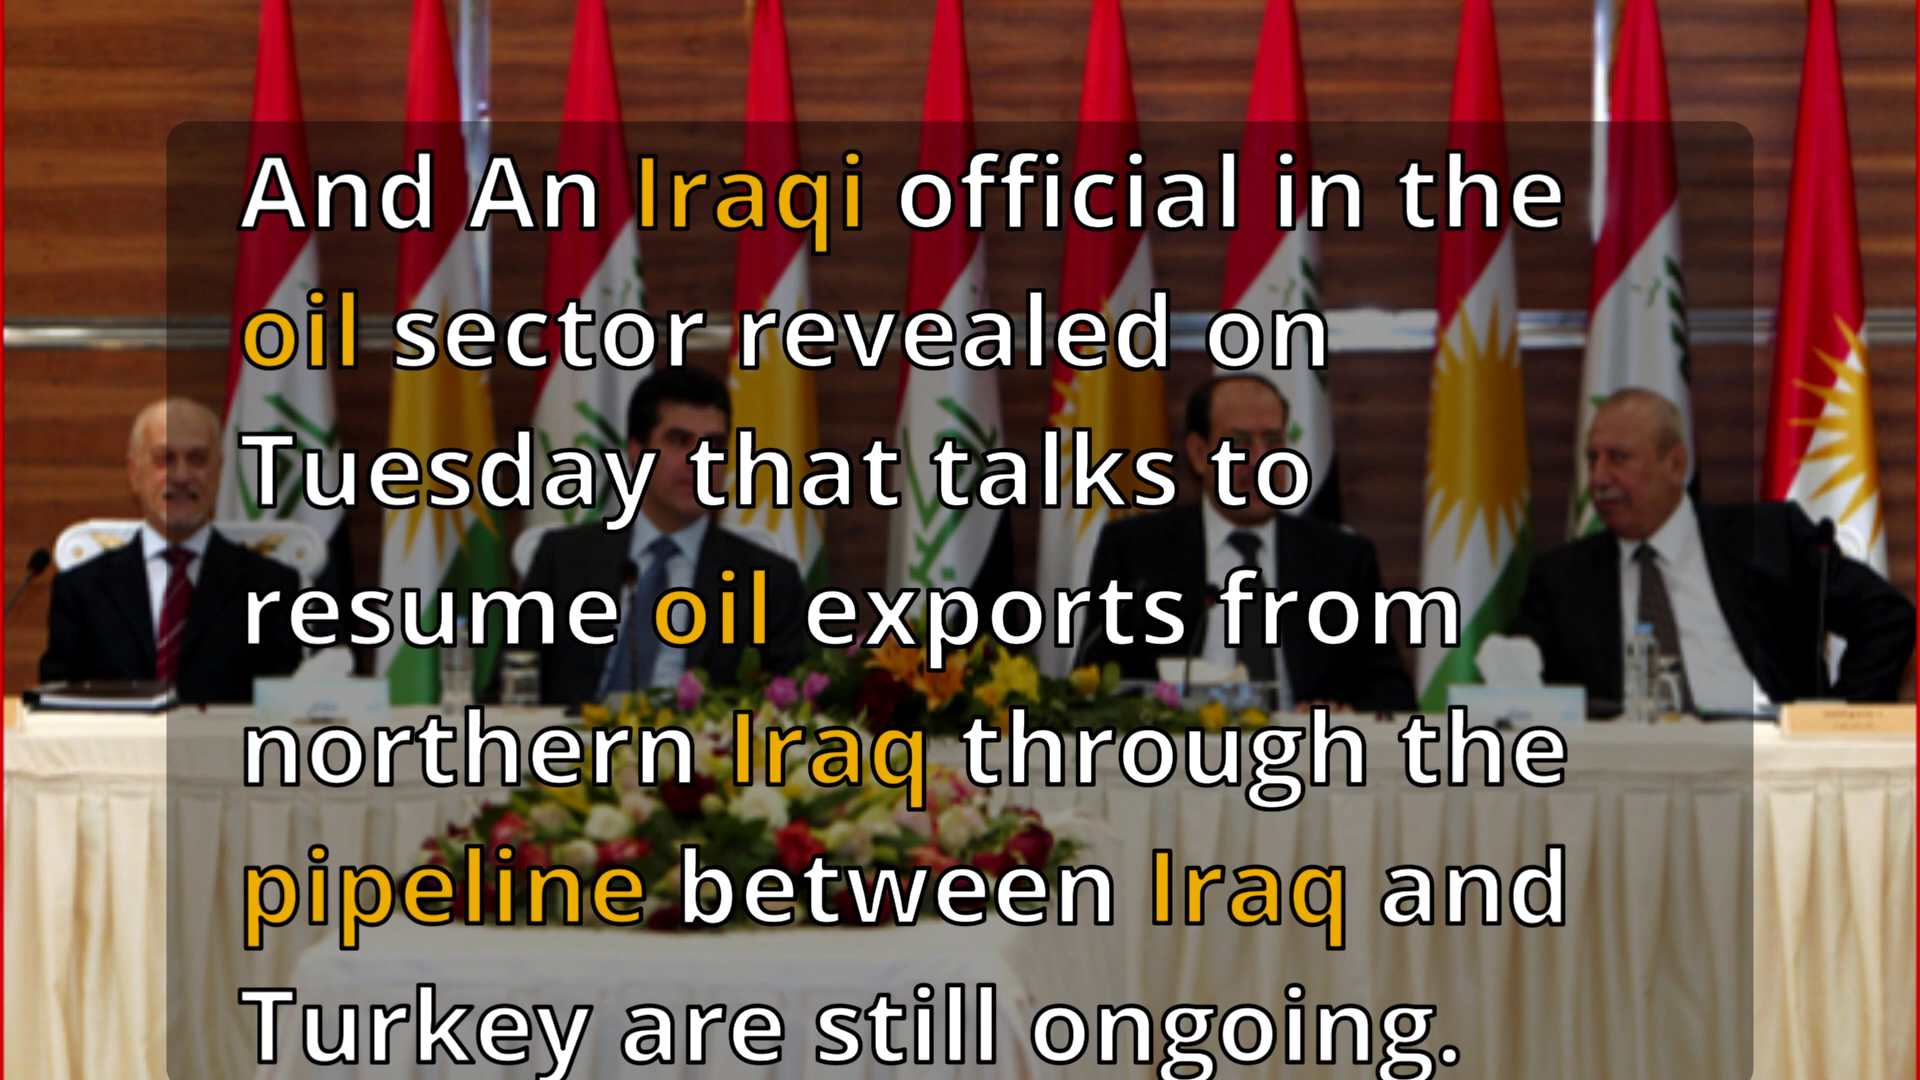 And An Iraqi official in the
oil sector revealed on
Tuesday that talks to
resume oil exports from
northern Iraq through the
pipeline between Iraq and
Turkey are still ongoing.